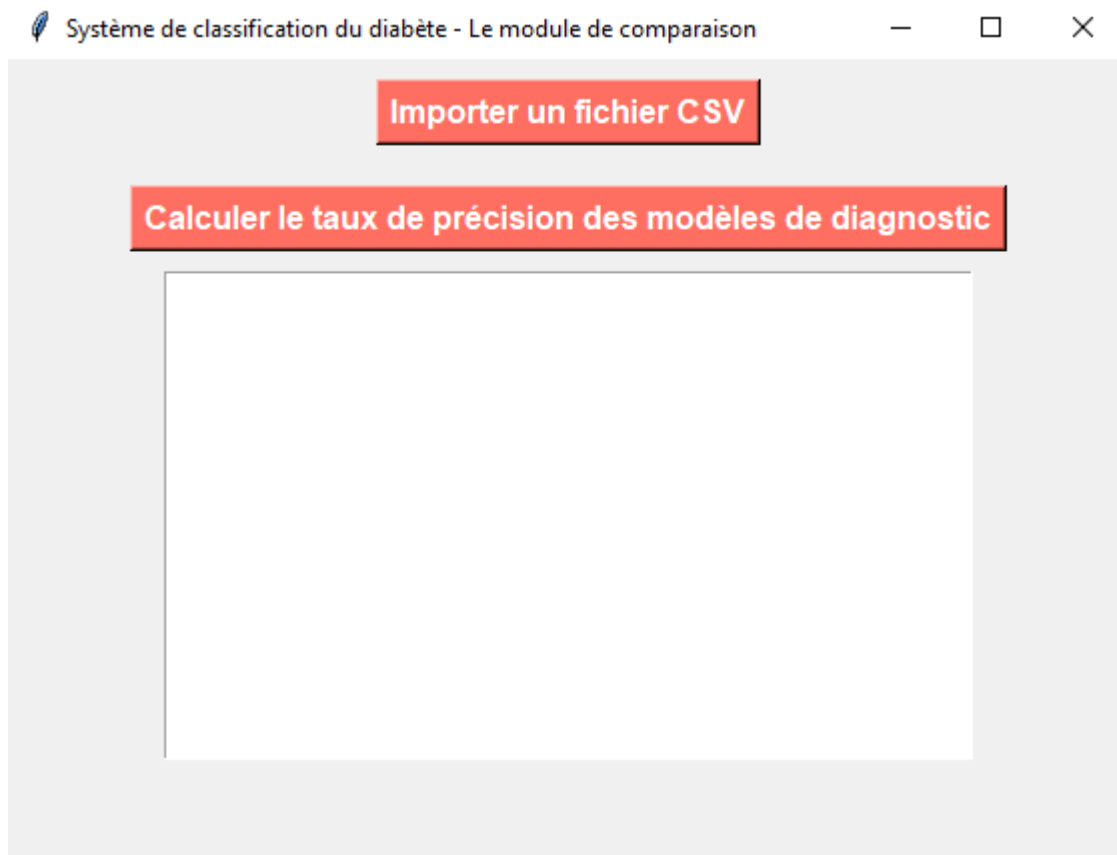 Système de classification du diabète - Le module de comparaison
Importer un fichier CSV
Calculer le taux de précision des modèles de diagnostic